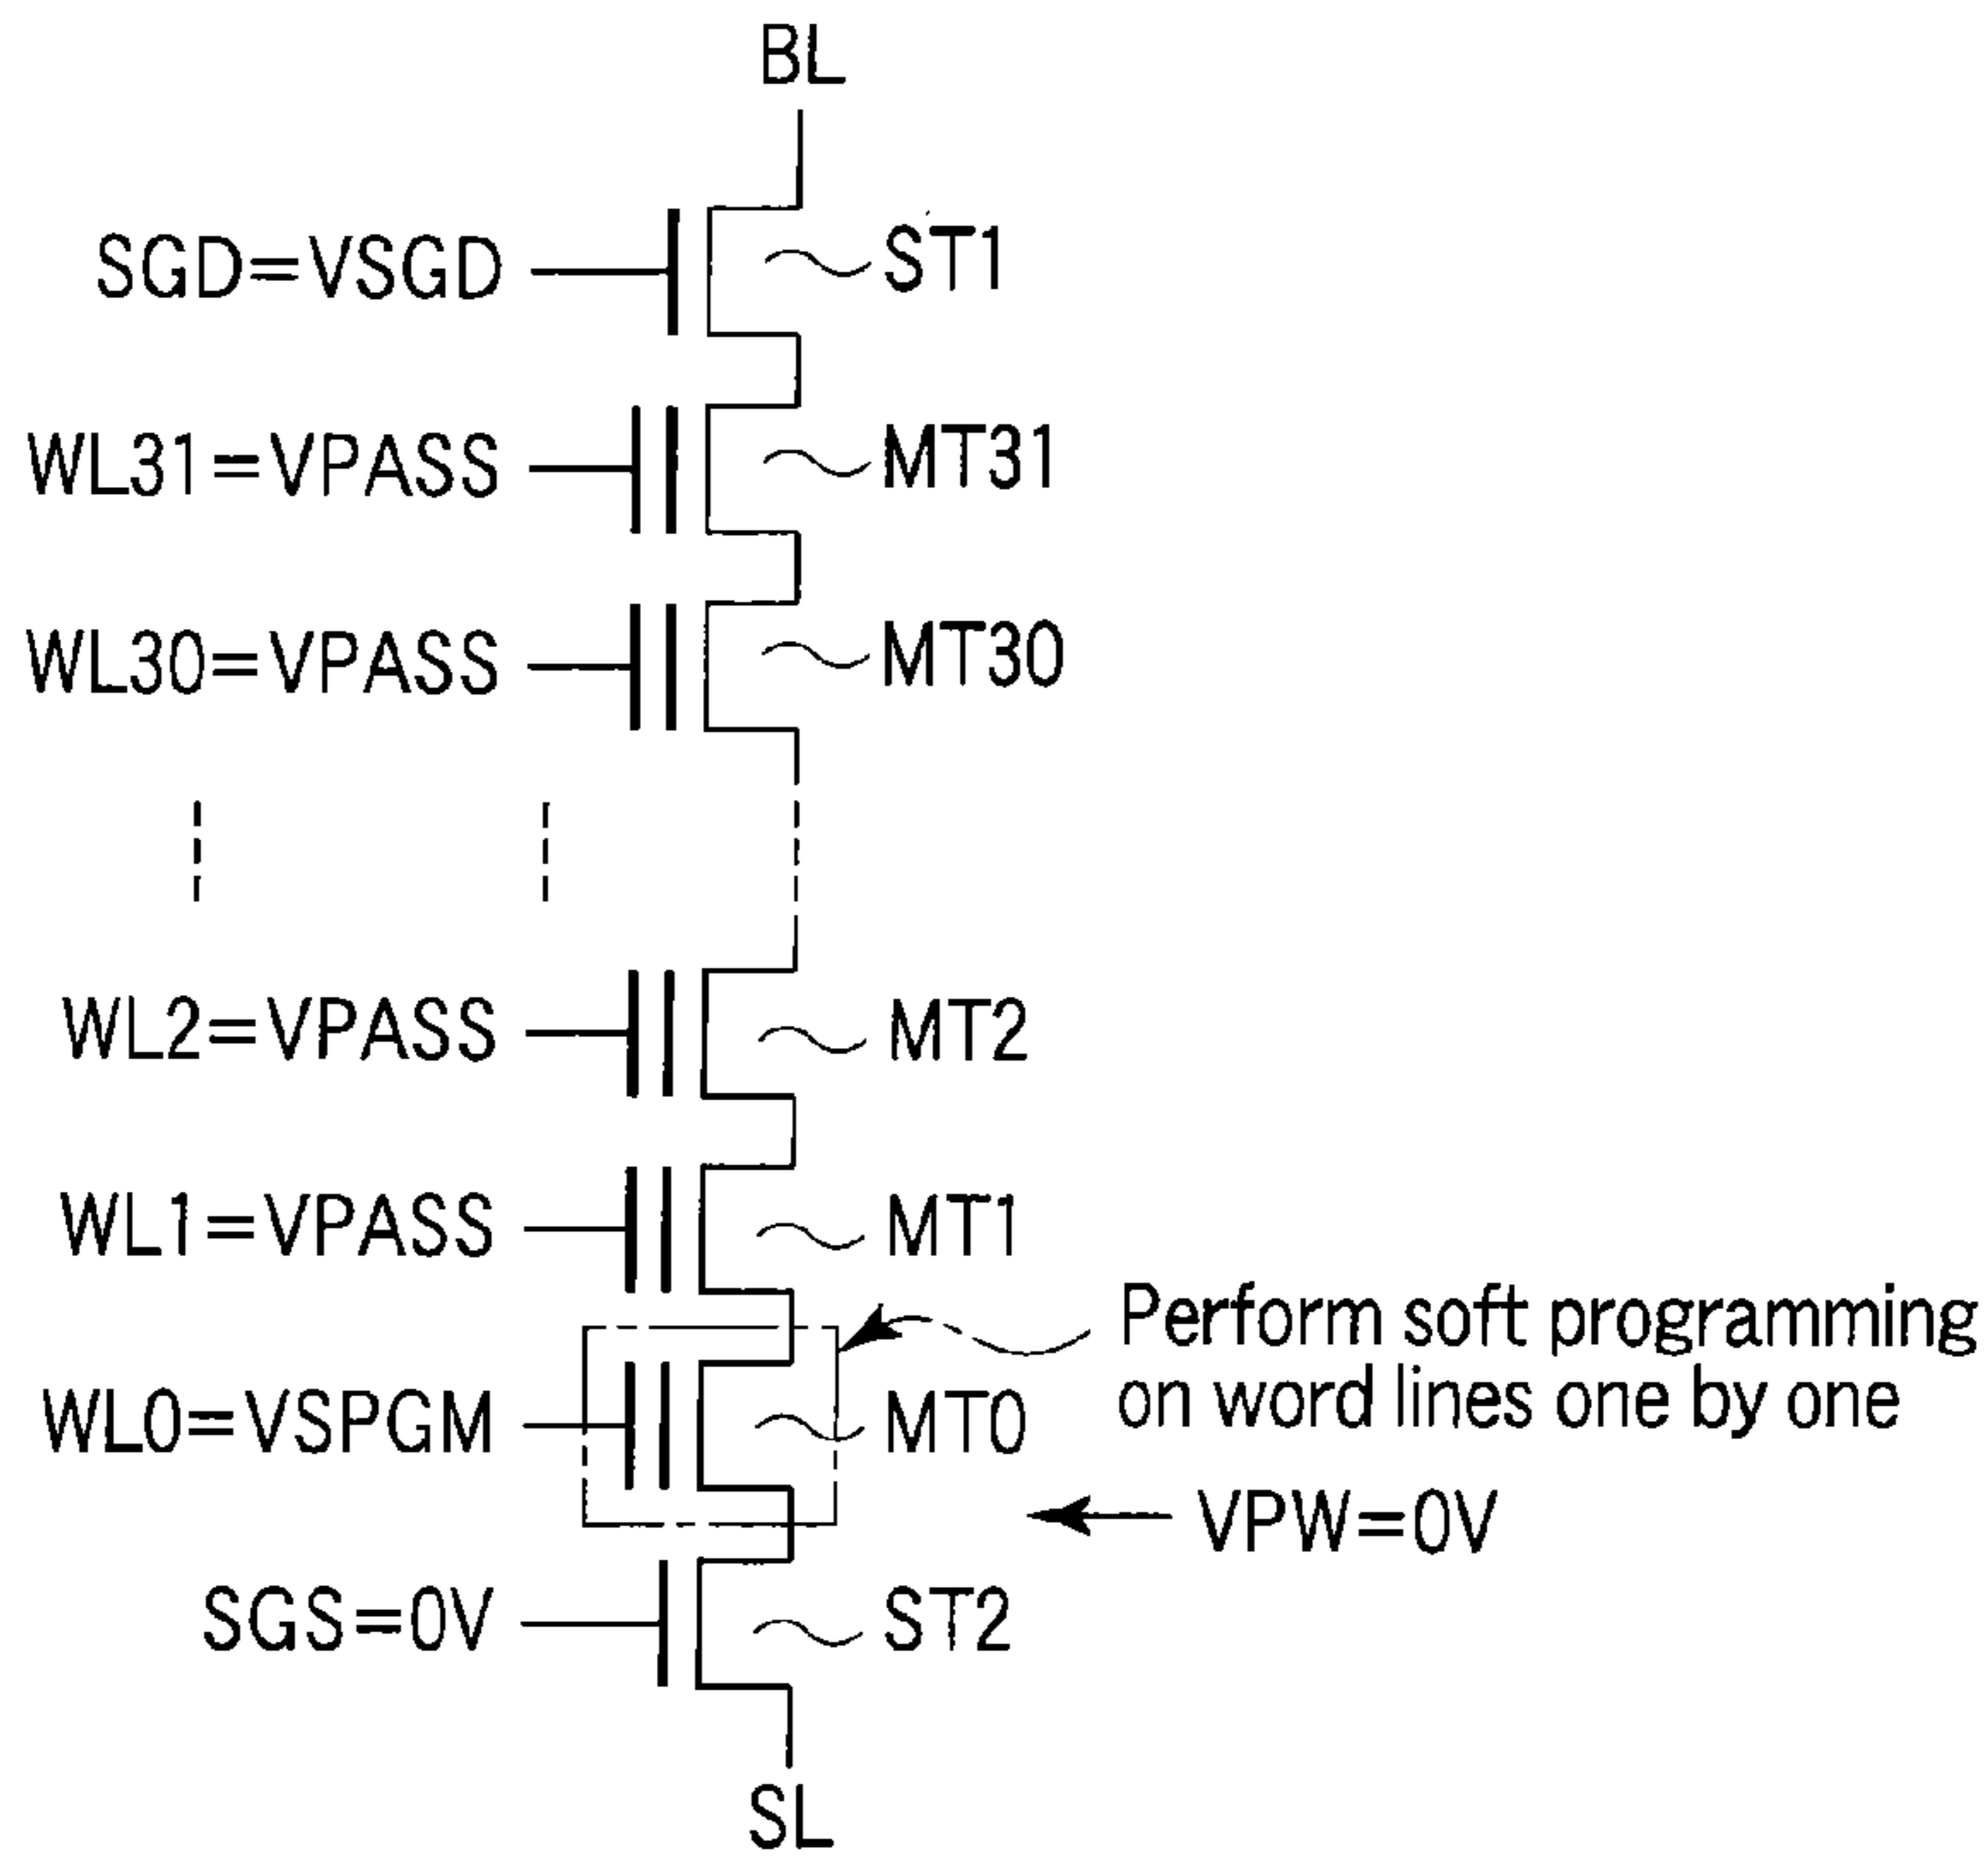 BL
SGD=VSGD
ST1
WL31=VPASS
MT31
WL30=VPASS
MT30
WL2=VPASS
MT2
WL1=VPASS
MT1
Perform soft programming
on word lines one by one
WL0=VSPGM
MT0
VPW=0V
SGS=0V
ST2
SL